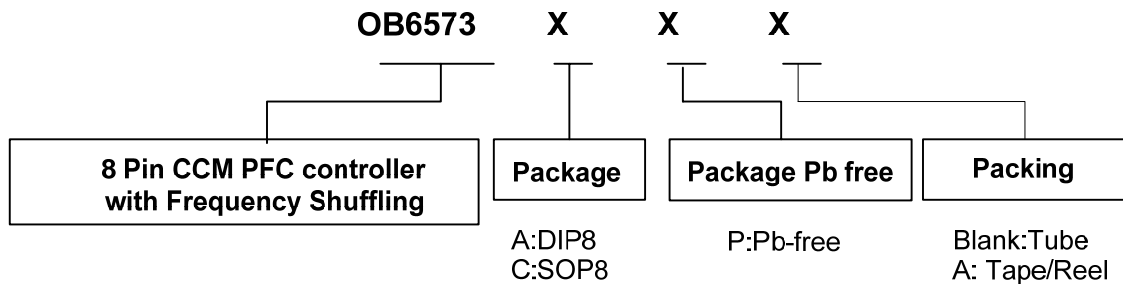 OB6573 X X X
8 Pin CCM PFC controller
with Frequency Shuffling
Package
Package Pb free
Packing
A:DIP8
C:SOP8
P:Pb-free
Blank:Tube
A: Tape/Reel